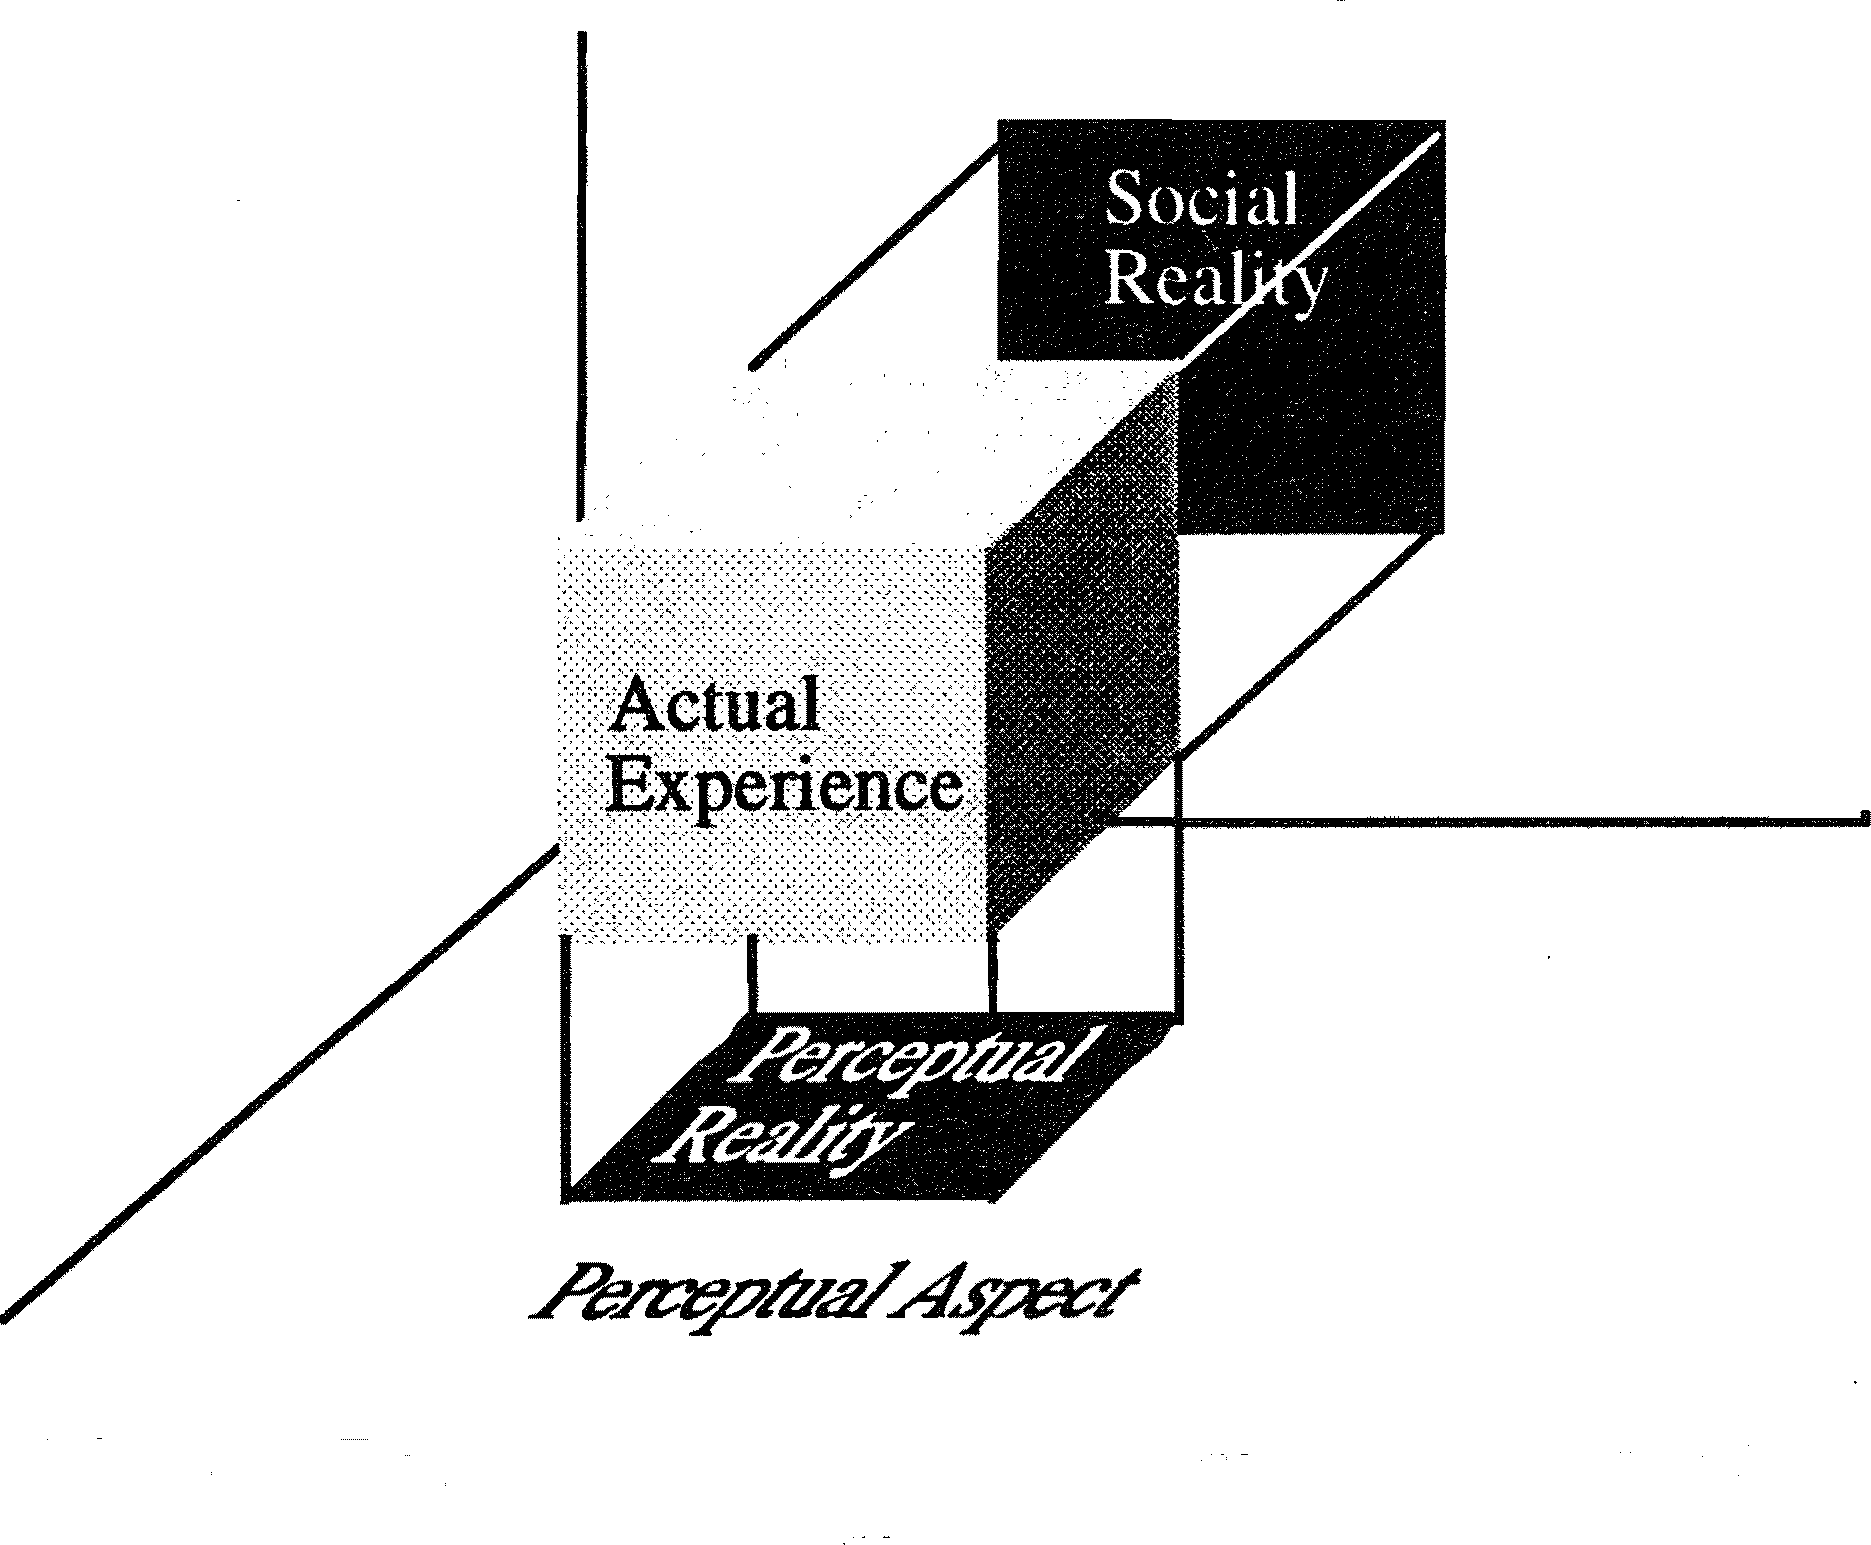 Social
Reality
Actual
Experience
Perceptual
Reality
Perceptual Aspect